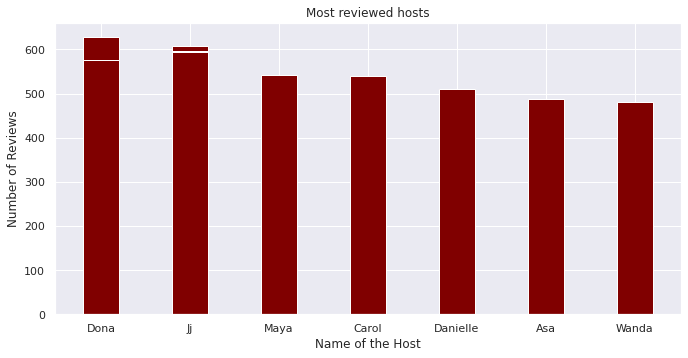 Most reviewed hosts
Number of Reviews
600
500
400
300
200
100
0
Dona Jj Maya Carol Danielle Asa Wanda
Name of the Host